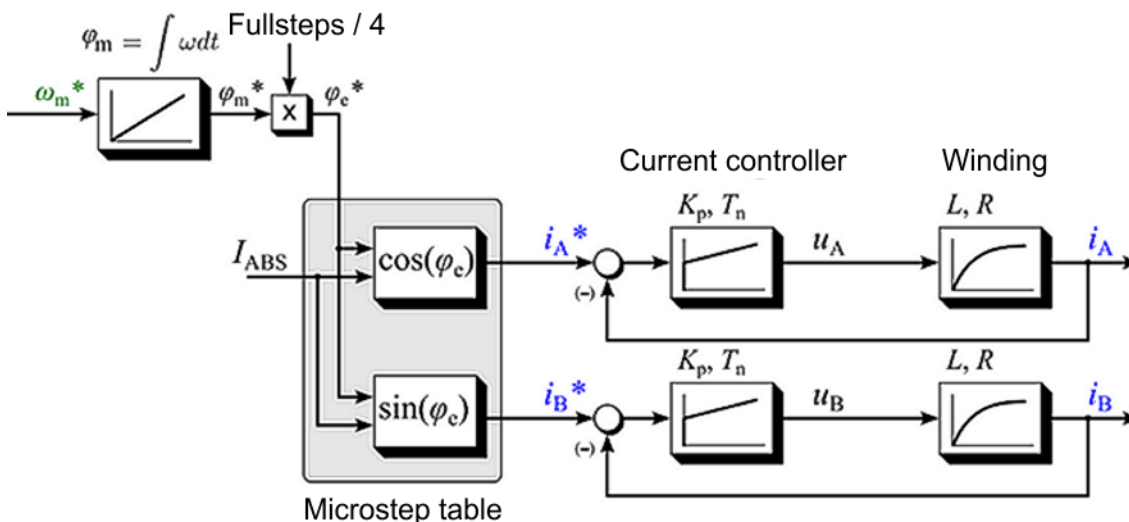 Fullsteps / 4
φm = ∫ ωdt
ωm* φm* x φe*
Current controller Winding
Kp, Tn L, R
IABS cos(φe) iA* uA iA
(-)
Kp, Tn L, R
sin(φe) iB* uB iB
(-)
Microstep table